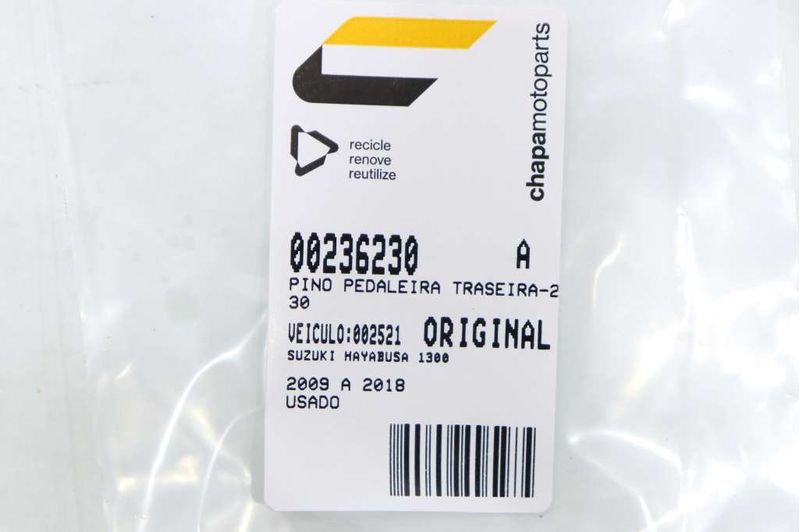 chapamotoparts
recicle
renove
reutilize
00236230 A
PINO PEDALEIRA TRASEIRA-2
30
VEICULO:002521 ORIGINAL
SUZUKI HAYABUSA 1300
2009 A 2018
USADO